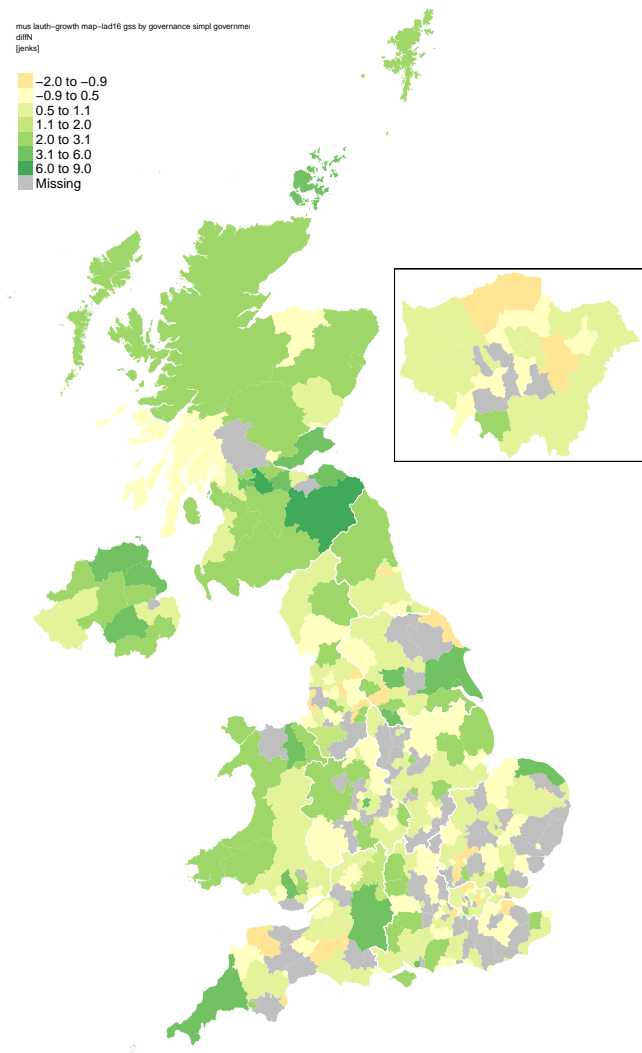 mus lauth−growth map−lad16 gss by governance simpl governme
diffN
[jenks]
−2.0 to −0.9
−0.9 to 0.5
0.5 to 1.1
1.1 to 2.0
2.0 to 3.1
3.1 to 6.0
6.0 to 9.0
Missing